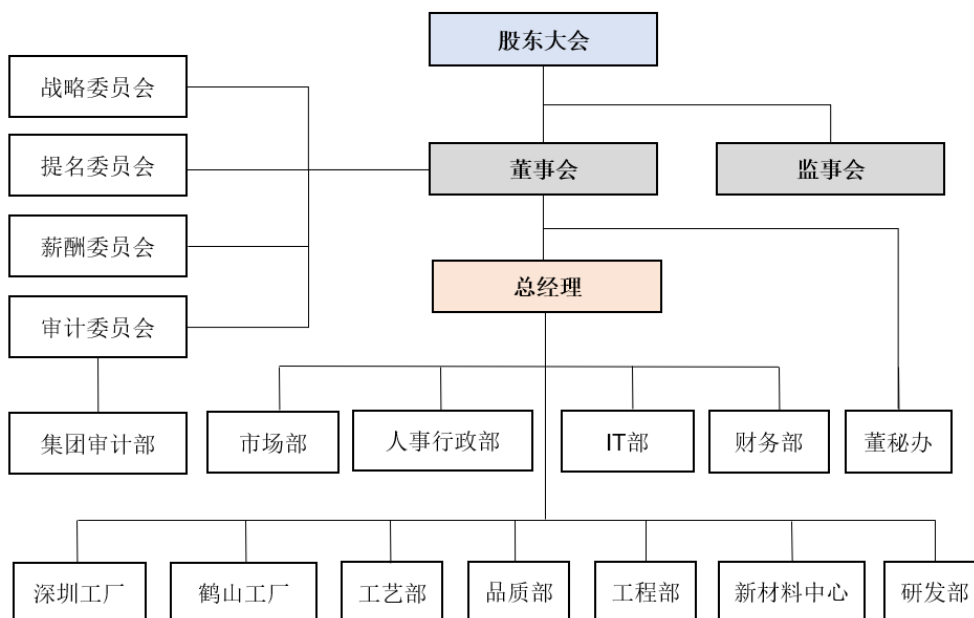 股东大会
战略委员会
提名委员会
董事会
监事会
薪酬委员会
总经理
审计委员会
集团审计部
市场部
人事行政部
IT部
财务部
董秘办
深圳工厂
鹤山工厂
工艺部
品质部
工程部
新材料中心
研发部